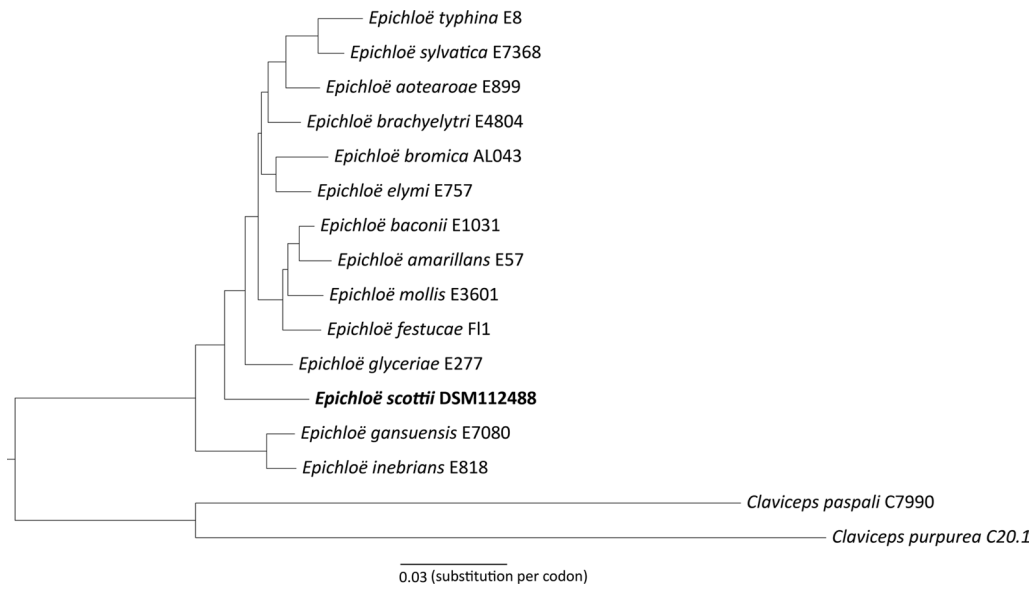 Epichloë typhina E8
Epichloë sylvatica E7368
Epichloë aotearoae E899
Epichloë brachyelytri E4804
Epichloë bromica AL043
Epichloë elymi E757
Epichloë baconii E1031
Epichloë amarillans E57
Epichloë mollis E3601
Epichloë festucae Fl1
Epichloë glyceriae E277
Epichloë scottii DSM112488
Epichloë gansuensis E7080
Epichloë inebrians E818
Claviceps paspali C7990
Claviceps purpurea C20.1
0.03 (substitution per codon)